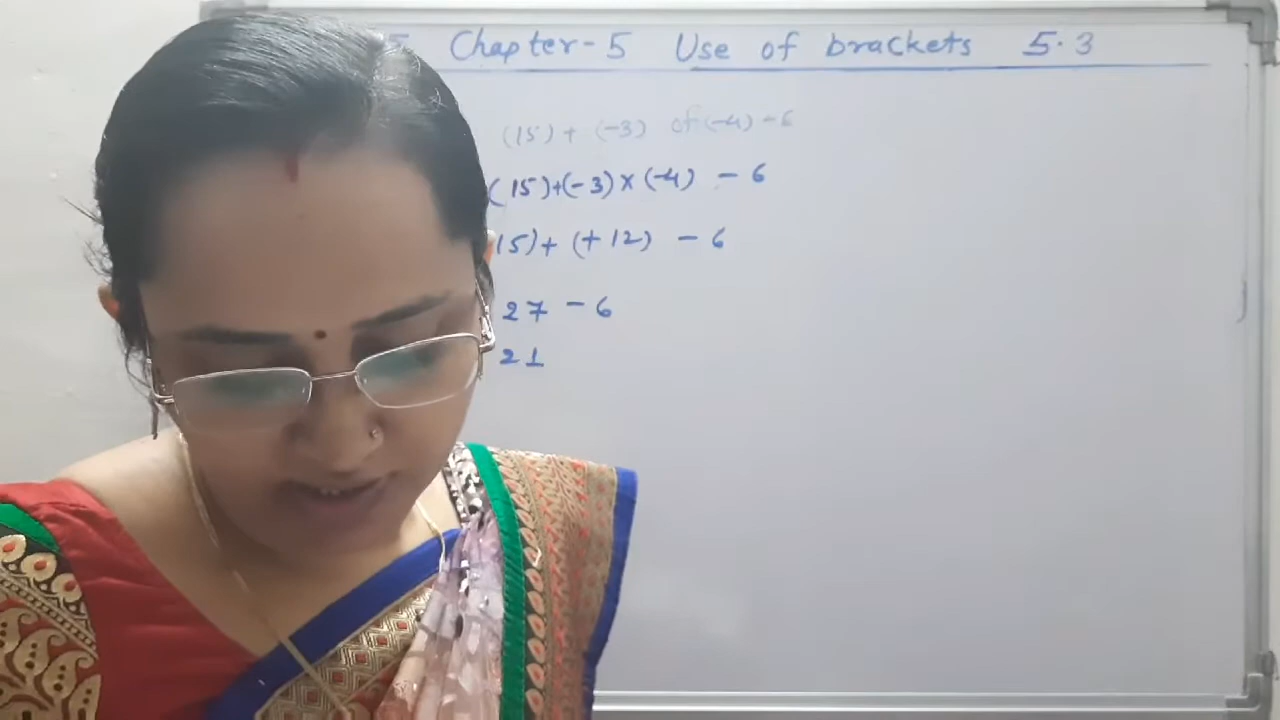 5 Chapter-5 Use of brackets 5.3
(15)+(-3) of (-4)-6
(15)+(-3)×(-4) - 6
15)+(+12) - 6
27 - 6
21